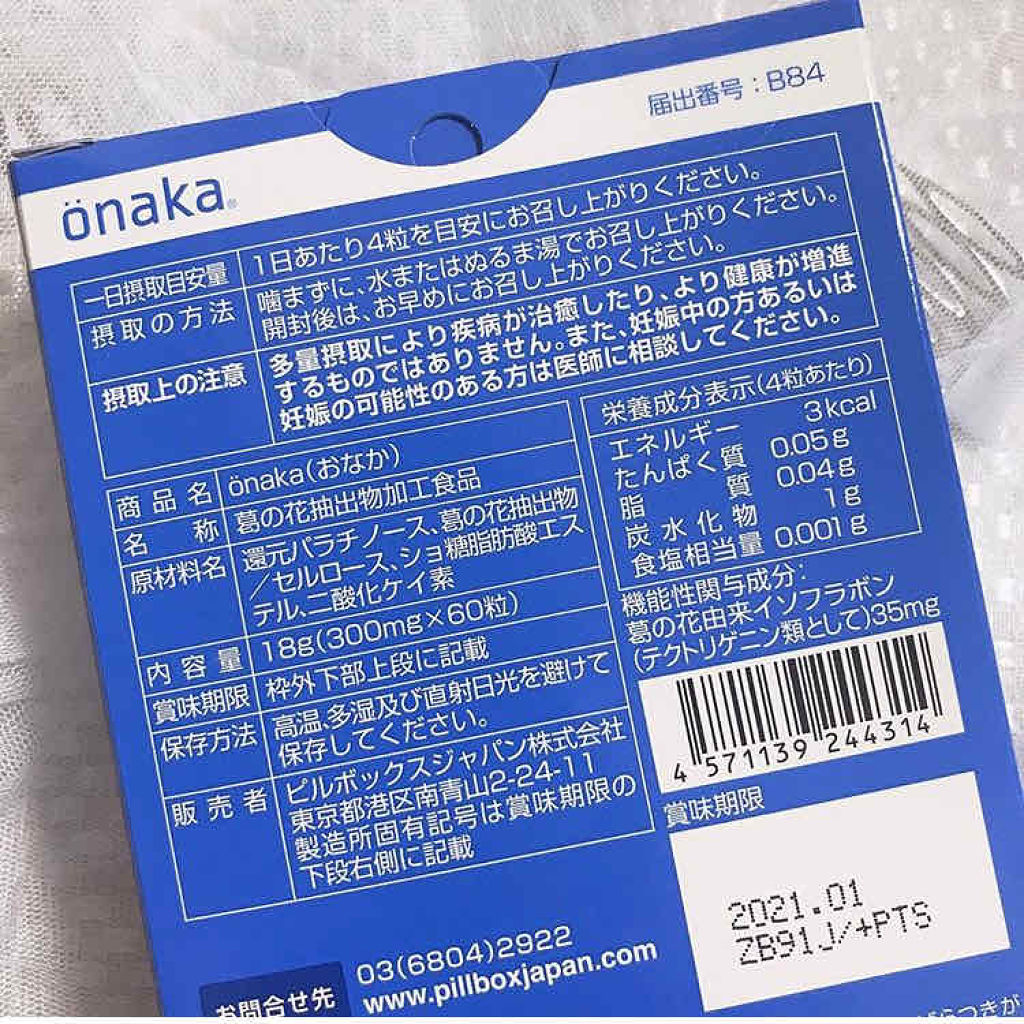 届出番号：B84
önaka®
一日摂取目安量 1日あたり4粒を目安にお召し上がりください。
摂取の方法 噛まずに、水またはぬるま湯でお召し上がりください。
開封後は、お早めにお召し上がりください。
摂取上の注意 多量摂取により疾病が治癒したり、より健康が増進
するものではありません。また、妊娠中の方あるいは
妊娠の可能性のある方は医師に相談してください。
商品名 önaka（おなか）
名称 葛の花抽出物加工食品
原材料名 還元パラチノース、葛の花抽出物
／セルロース、ショ糖脂肪酸エス
テル、二酸化ケイ素
内容量 18g（300mg×60粒）
賞味期限 枠外下部上段に記載
保存方法 高温、多湿及び直射日光を避けて
保存してください。
販売者 ピルボックスジャパン株式会社
東京都港区南青山2-24-11
製造所固有記号は賞味期限の
下段右側に記載
栄養成分表示（4粒あたり）
エネルギー 3kcal
たんぱく質 0.05g
脂質 0.04g
炭水化物 1g
食塩相当量 0.001g
機能性関与成分：
葛の花由来イソフラボン
（テクトリゲニン類として）35mg
4 571139 244314
賞味期限
2021.01
ZB91J/+PTS
お問合せ先
03(6804)2922
www.pillboxjapan.com
らつきが